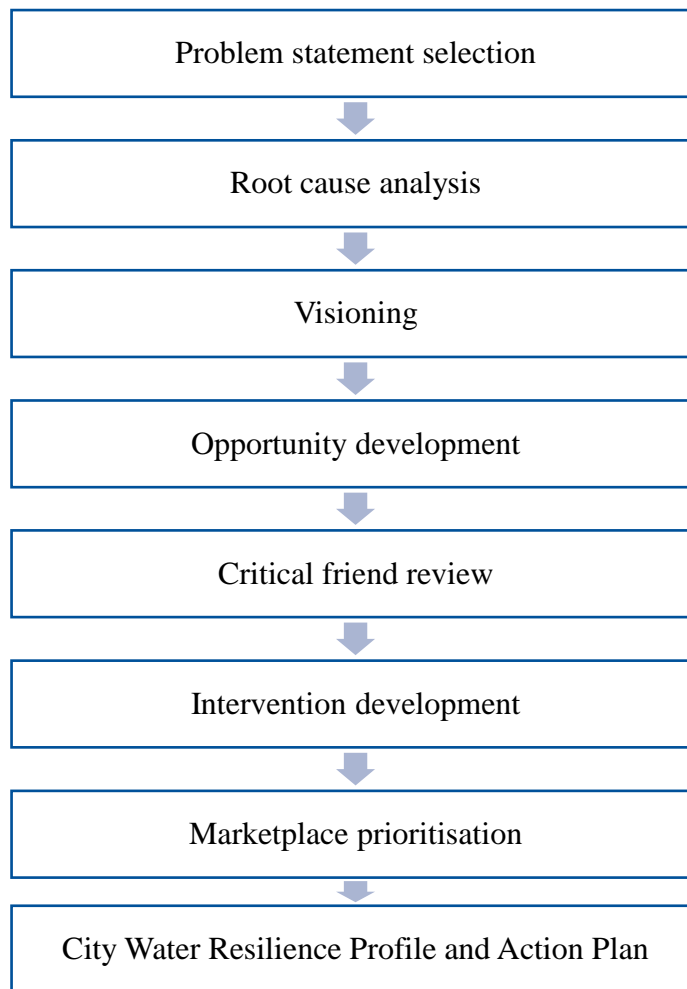 Problem statement selection
Root cause analysis
Visioning
Opportunity development
Critical friend review
Intervention development
Marketplace prioritisation
City Water Resilience Profile and Action Plan